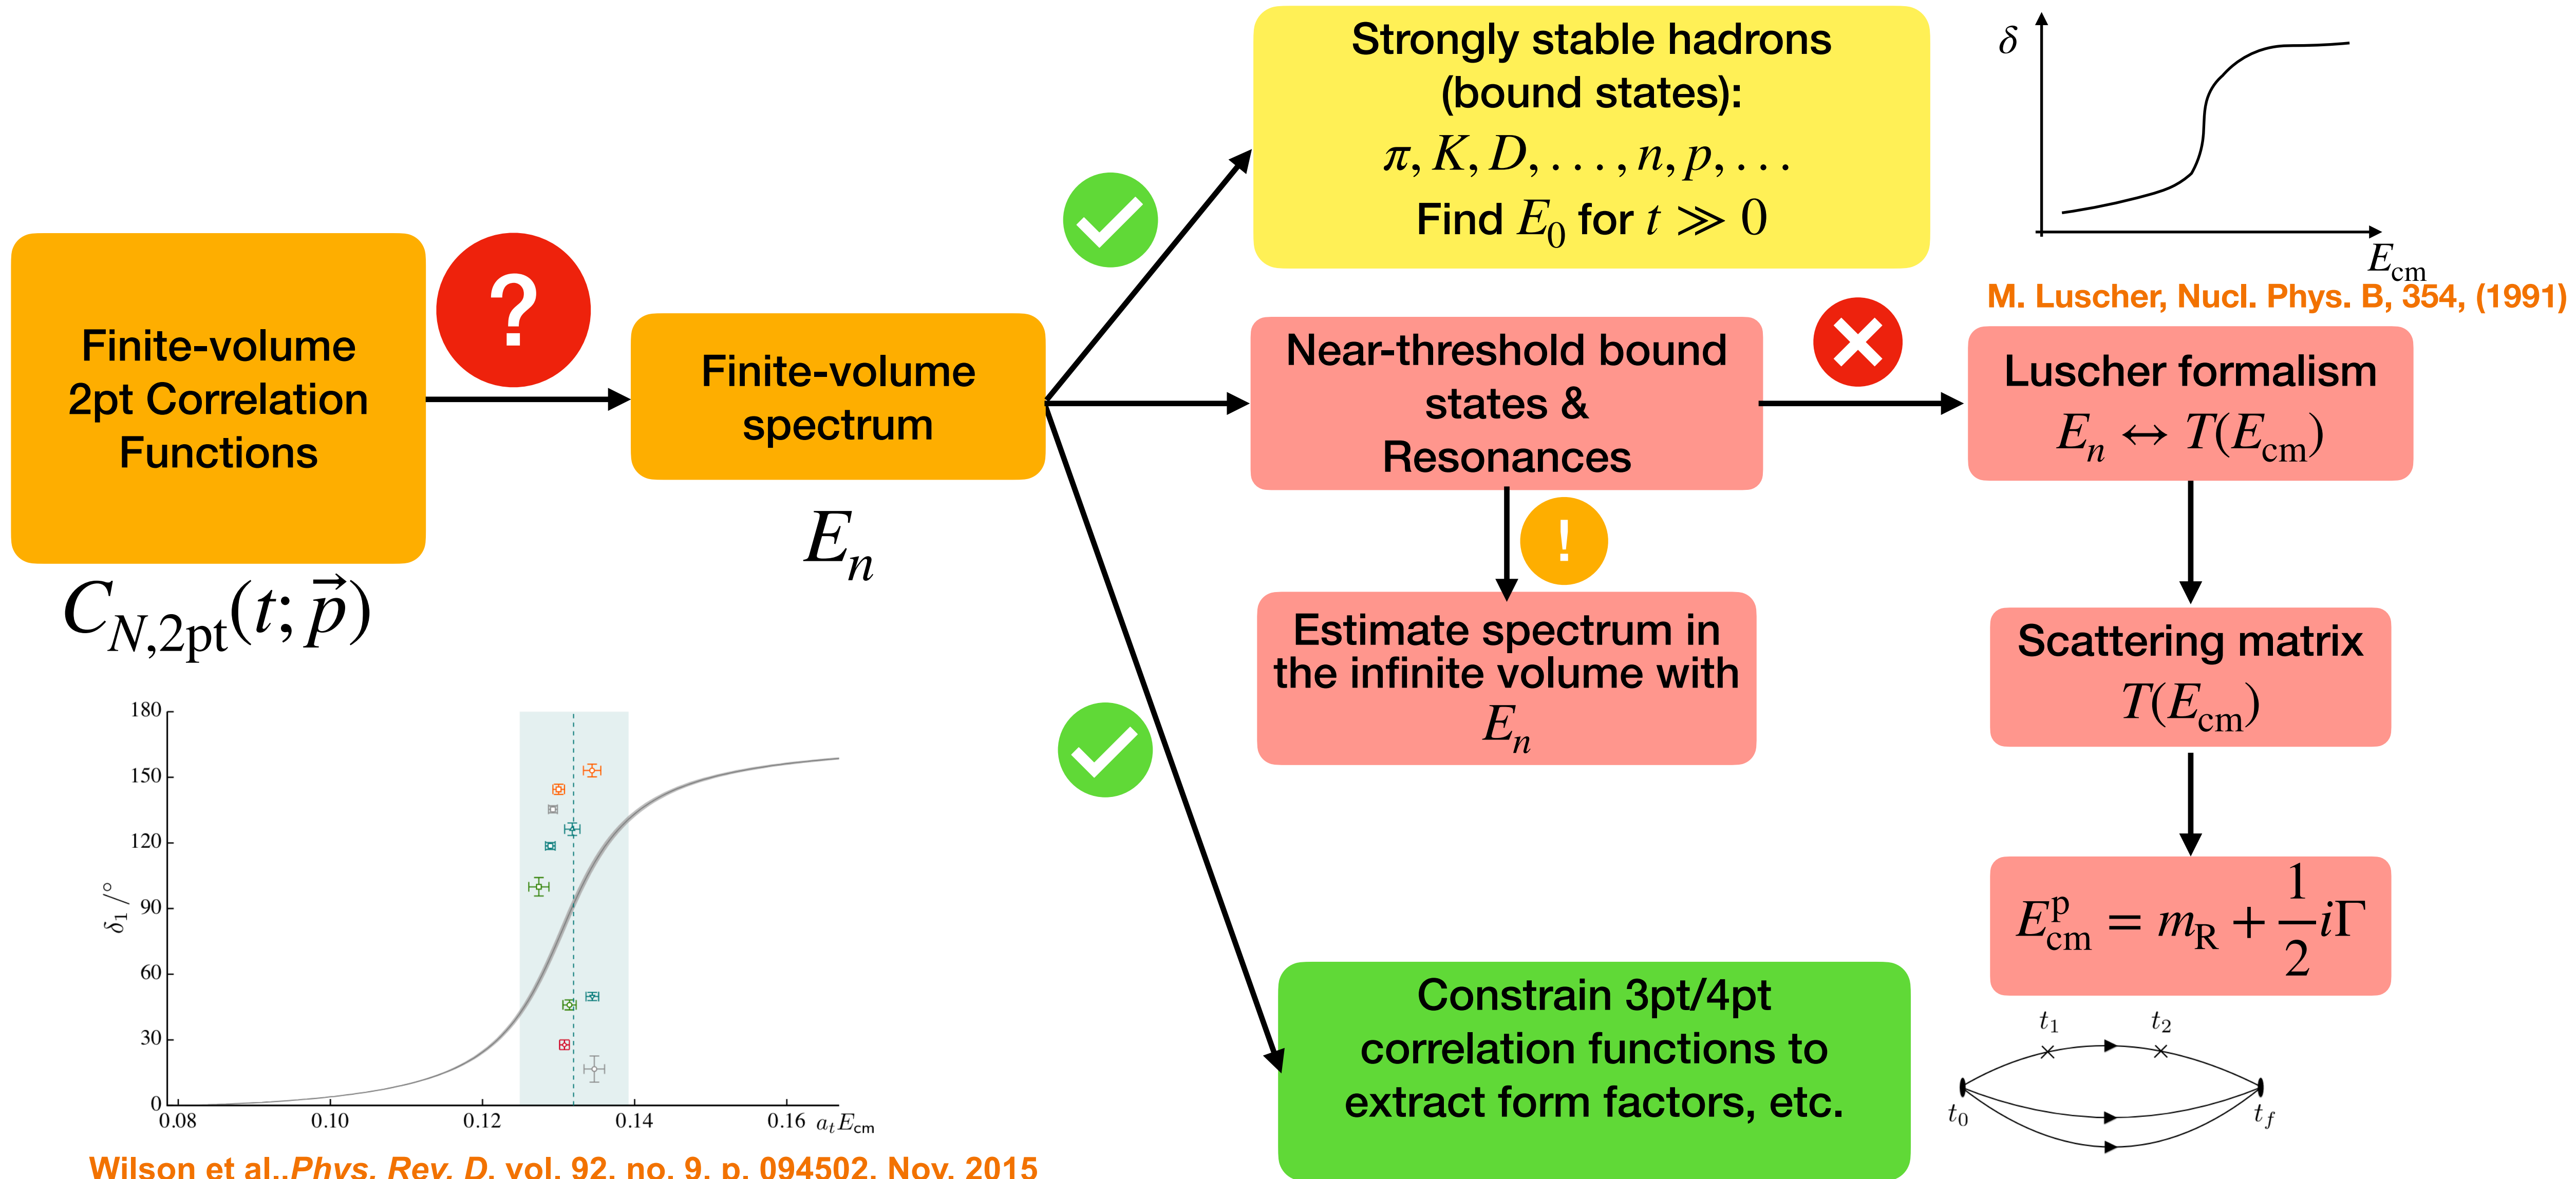 Finite-volume
2pt Correlation
Functions
C_{N,2pt}(t; \vec{p})
?
Finite-volume
spectrum
E_n
Strongly stable hadrons
(bound states):
π, K, D, . . . , n, p, . . .
Find E_0 for t ≫ 0
δ
E_cm
M. Luscher, Nucl. Phys. B, 354, (1991)
Near-threshold bound
states &
Resonances
Luscher formalism
E_n ↔ T(E_cm)
!
Estimate spectrum in
the infinite volume with
E_n
Scattering matrix
T(E_cm)
E^p_cm = m_R + \frac{1}{2} iΓ
Constrain 3pt/4pt
correlation functions to
extract form factors, etc.
t_1
t_2
t_0
t_f
180
150
120
90
60
30
0
δ_1 /°
0.08 0.10 0.12 0.14 0.16 a_t E_cm
Wilson et al.,Phys. Rev. D, vol. 92, no. 9, p. 094502, Nov. 2015